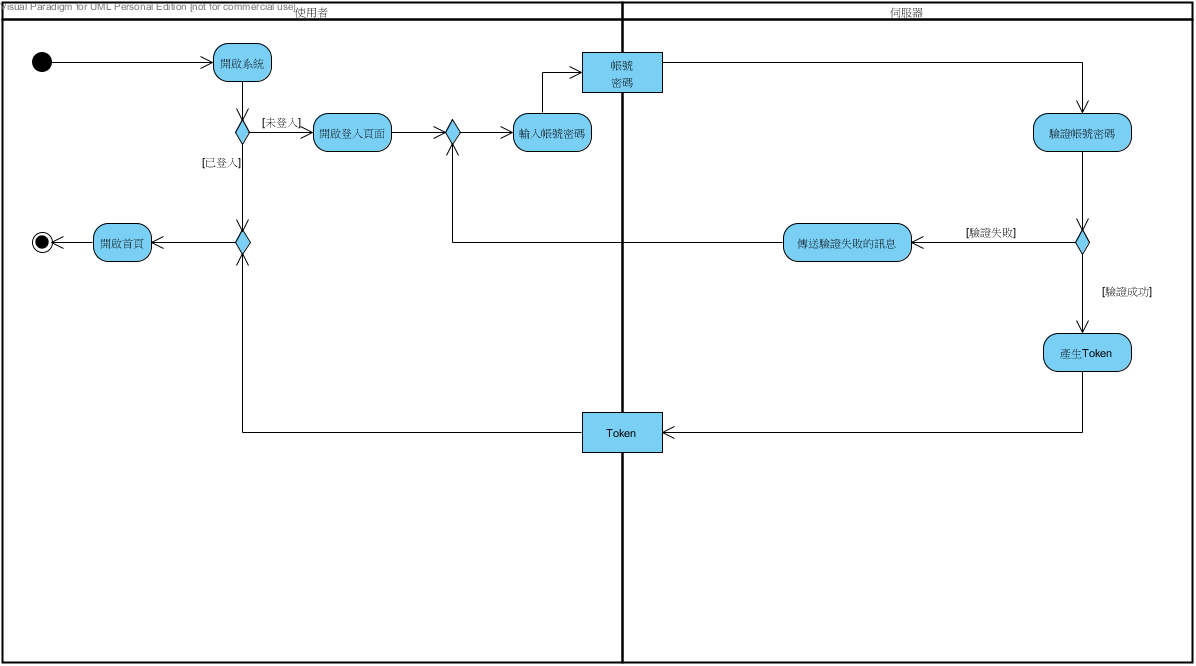 Visual Paradigm for UML Personal Edition [not for commercial use]
使用者
伺服器
開啟系統
帳號
密碼
[未登入]
開啟登入頁面
輸入帳號密碼
驗證帳號密碼
[已登入]
開啟首頁
傳送驗證失敗的訊息
[驗證失敗]
[驗證成功]
產生Token
Token